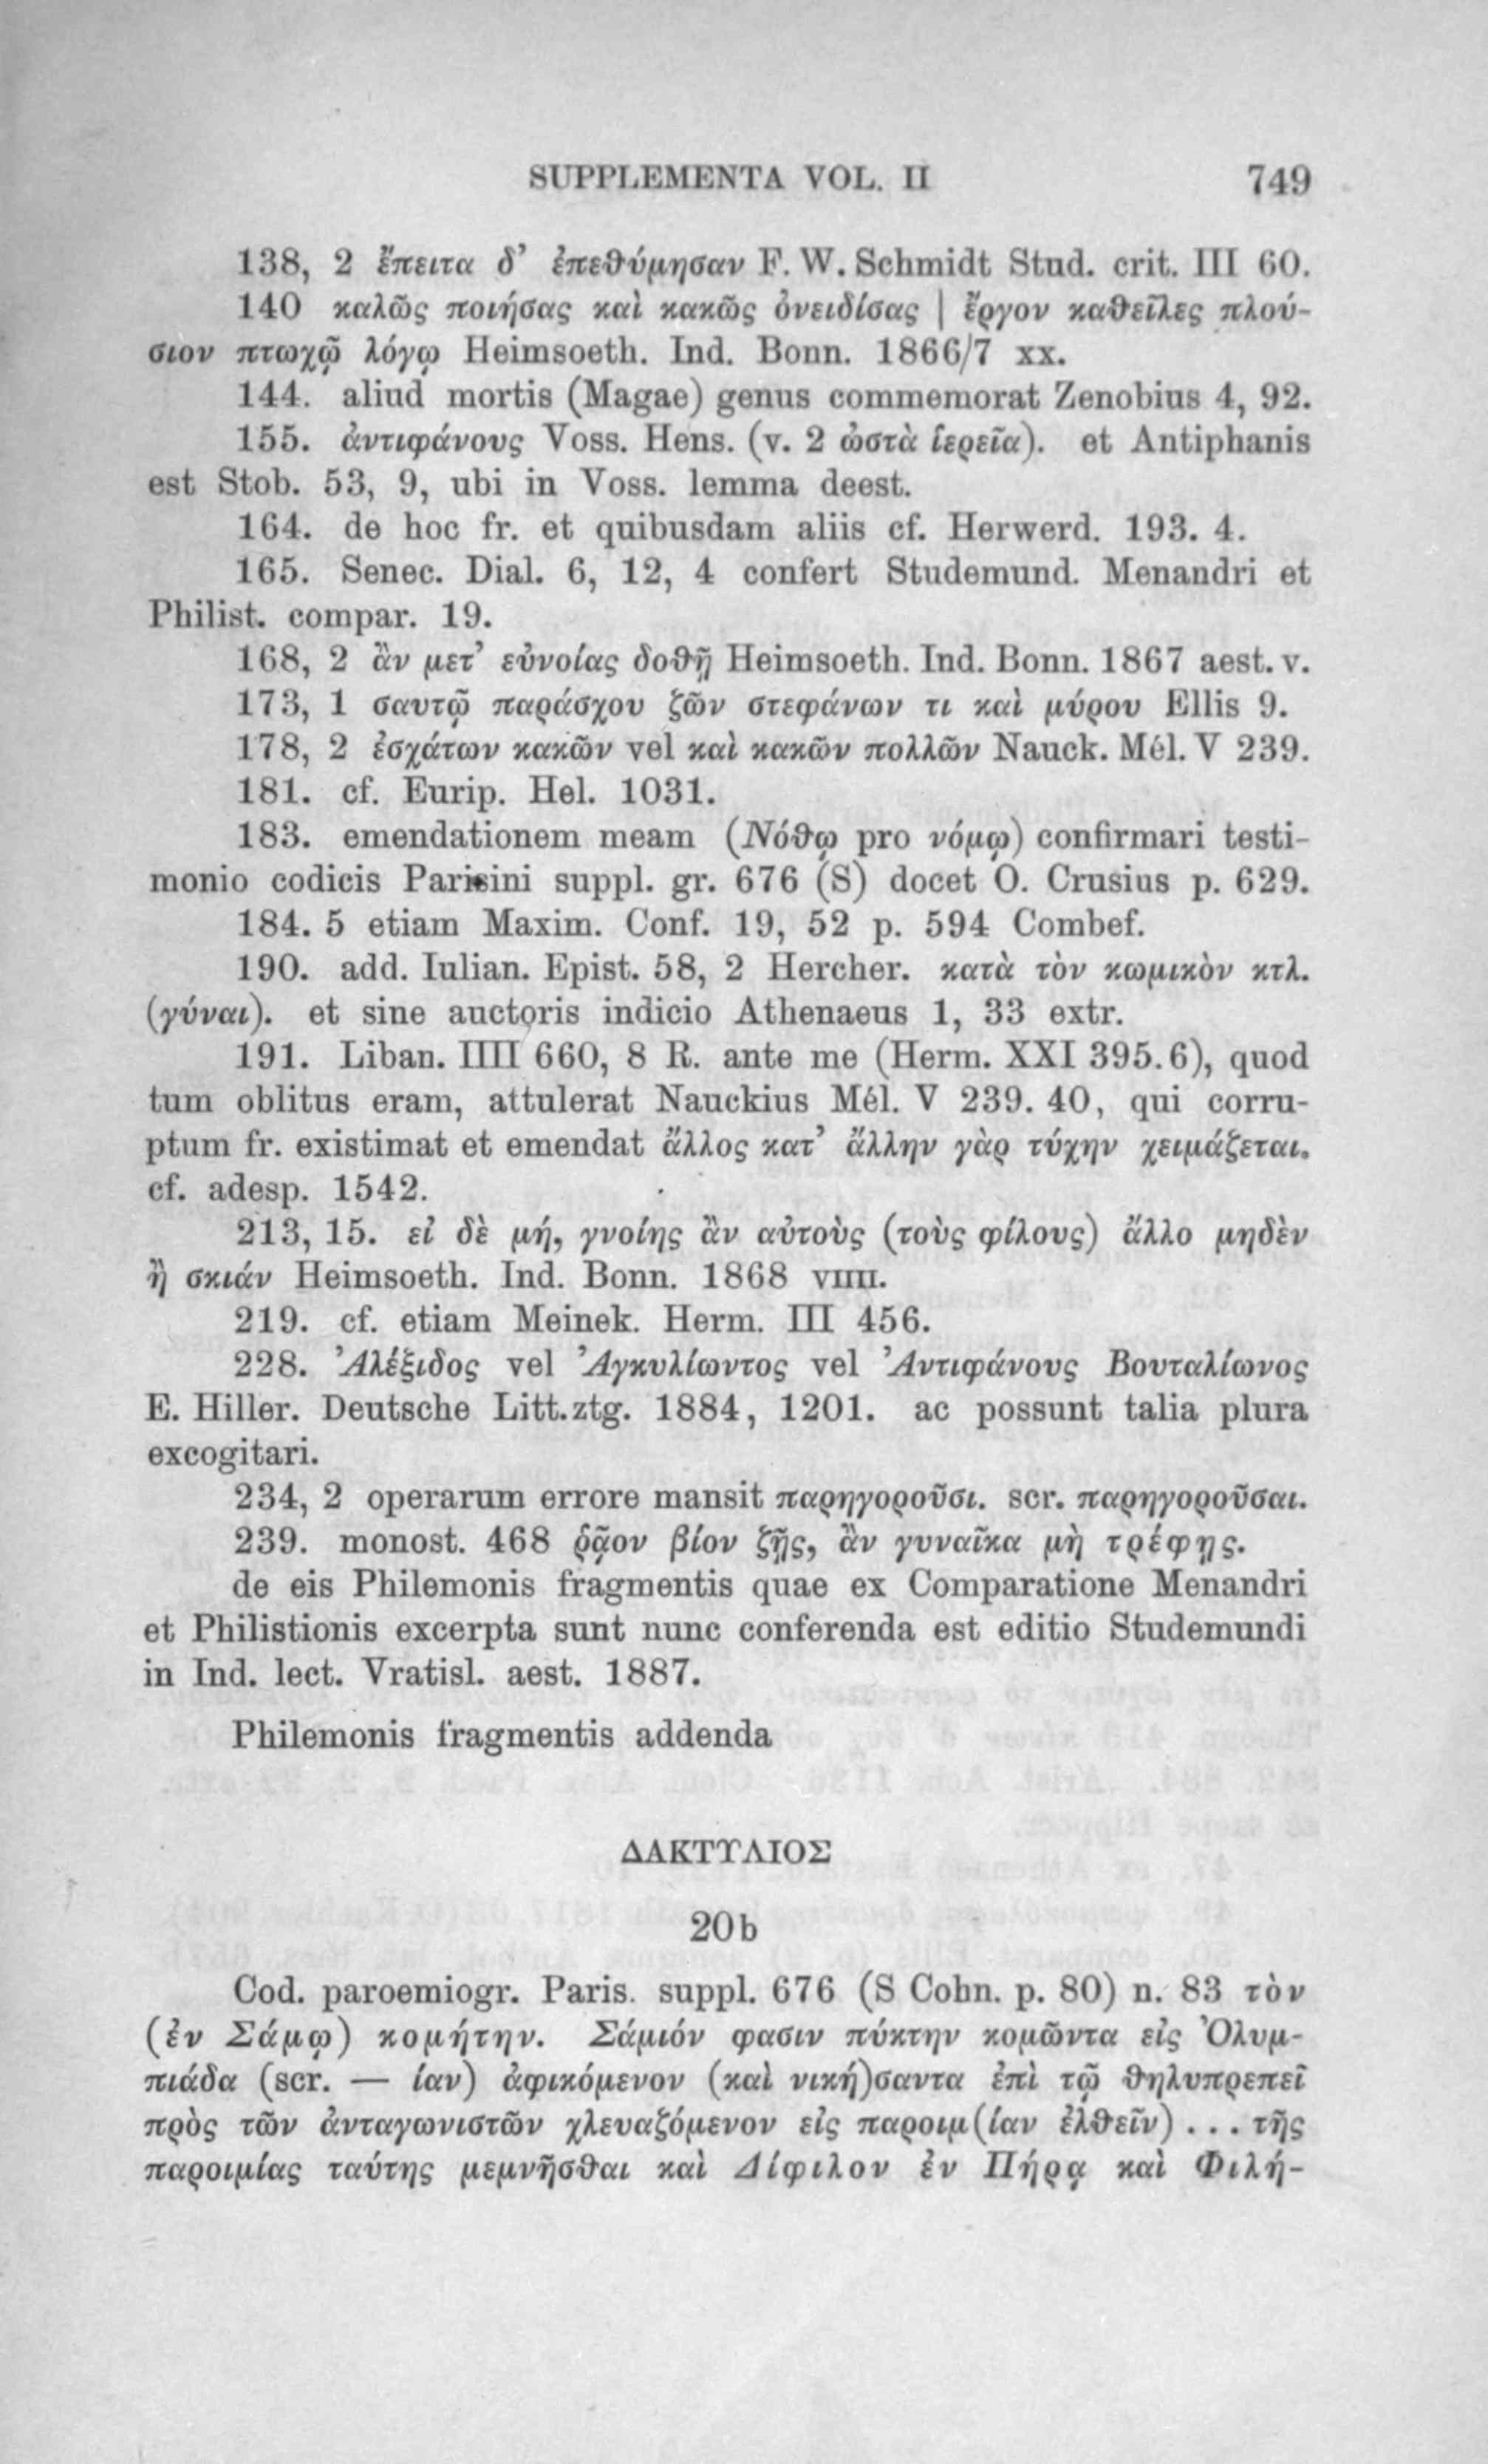 SUPPLEMENTA VOL. II 749
138, 2 ἔπειτα δ’ ἐπεθύμησαν F. W. Schmidt Stud. crit. III 60.
140 καλῶς ποιήσας καὶ κακῶς ὀνειδίσας | ἔργον καθεῖλες πλού-
σιον πτωχῷ λόγῳ Heimsoeth. Ind. Bonn. 1866/7 xx.
144. aliud mortis (Magae) genus commemorat Zenobius 4, 92.
155. ἀντιφάνους Voss. Hens. (v. 2 ὡστὰ ἱερεῖα). et Antiphanis
est Stob. 53, 9, ubi in Voss. lemma deest.
164. de hoc fr. et quibusdam aliis cf. Herwerd. 193. 4.
165. Senec. Dial. 6, 12, 4 confert Studemund. Menandri et
Philist. compar. 19.
168, 2 ἂν μετ’ εὐνοίας δοθῇ Heimsoeth. Ind. Bonn. 1867 aest. v.
173, 1 σαυτῷ παράσχου ζῶν στεφάνων τι καὶ μύρου Ellis 9.
178, 2 ἐσχάτων κακῶν vel καὶ κακῶν πολλῶν Nauck. Mél. V 239.
181. cf. Eurip. Hel. 1031.
183. emendationem meam (Νόθῳ pro νόμῳ) confirmari testi-
monio codicis Parisini suppl. gr. 676 (S) docet O. Crusius p. 629.
184. 5 etiam Maxim. Conf. 19, 52 p. 594 Combef.
190. add. Iulian. Epist. 58, 2 Hercher. κατὰ τὸν κωμικὸν κτλ.
(γύναι). et sine auctoris indicio Athenaeus 1, 33 extr.
191. Liban. IIII 660, 8 R. ante me (Herm. XXI 395. 6), quod
tum oblitus eram, attulerat Nauckius Mél. V 239. 40, qui corru-
ptum fr. existimat et emendat ἄλλος κατ’ ἄλλην γὰρ τύχην χειμάζεται.
cf. adesp. 1542.
213, 15. εἰ δὲ μή, γνοίης ἂν αὐτοὺς (τοὺς φίλους) ἄλλο μηδὲν
ἢ σκιάν Heimsoeth. Ind. Bonn. 1868 VIIII.
219. cf. etiam Meinek. Herm. III 456.
228. Ἀλέξιδος vel Ἀγκυλίωντος vel Ἀντιφάνους Βουταλίωνος
E. Hiller. Deutsche Litt.ztg. 1884, 1201. ac possunt talia plura
excogitari.
234, 2 operarum errore mansit παρηγοροῦσι. scr. παρηγοροῦσαι.
239. monost. 468 ῥᾷον βίον ζῇς, ἂν γυναῖκα μὴ τρέφῃς.
de eis Philemonis fragmentis quae ex Comparatione Menandri
et Philistionis excerpta sunt nunc conferenda est editio Studemundi
in Ind. lect. Vratisl. aest. 1887.
Philemonis fragmentis addenda
ΔΑΚΤΥΛΙΟΣ
20b
Cod. paroemiogr. Paris. suppl. 676 (S Cohn. p. 80) n. 83 τὸν
(ἐν Σάμῳ) κομήτην. Σάμιόν φασιν πύκτην κομῶντα εἰς Ὀλυμ-
πιάδα (scr. — ίαν) ἀφικόμενον (καὶ νική)σαντα ἐπὶ τῷ θηλυπρεπεῖ
πρὸς τῶν ἀνταγωνιστῶν χλευαζόμενον εἰς παροιμ(ίαν ἐλθεῖν) . . . τῆς
παροιμίας ταύτης μεμνῆσθαι καὶ Δίφιλον ἐν Πήρᾳ καὶ Φιλή-